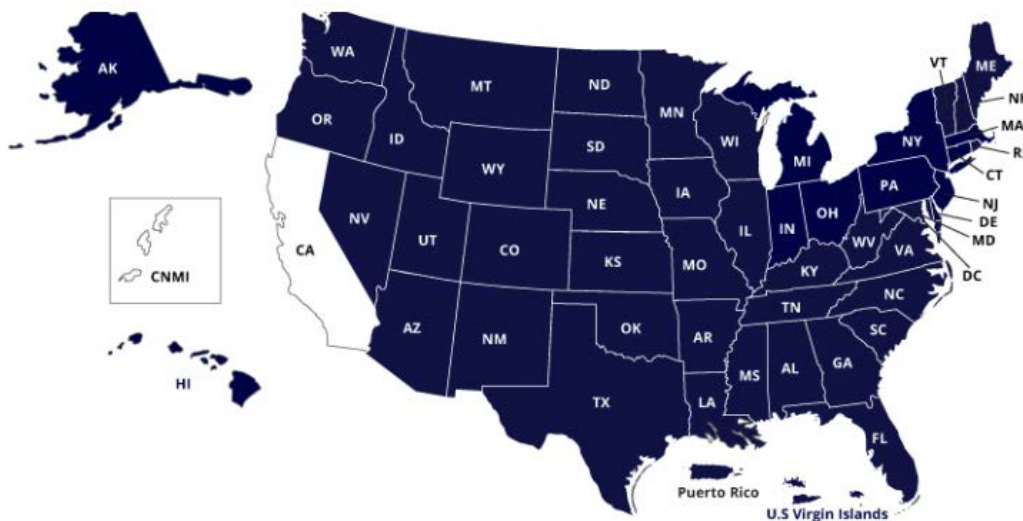 AK
WA
MT
ND
MN
VT
ME
NH
OR
ID
SD
WI
MI
NY
MA
R
WY
CT
IA
PA
NJ
NE
OH
DE
NV
IL
IN
MD
CA
UT
CO
WV
VA
DC
CNMI
KS
MO
KY
NC
TN
AZ
NM
OK
AR
SC
HI
MS
AL
GA
TX
LA
FL
Puerto Rico
U.S Virgin Islands